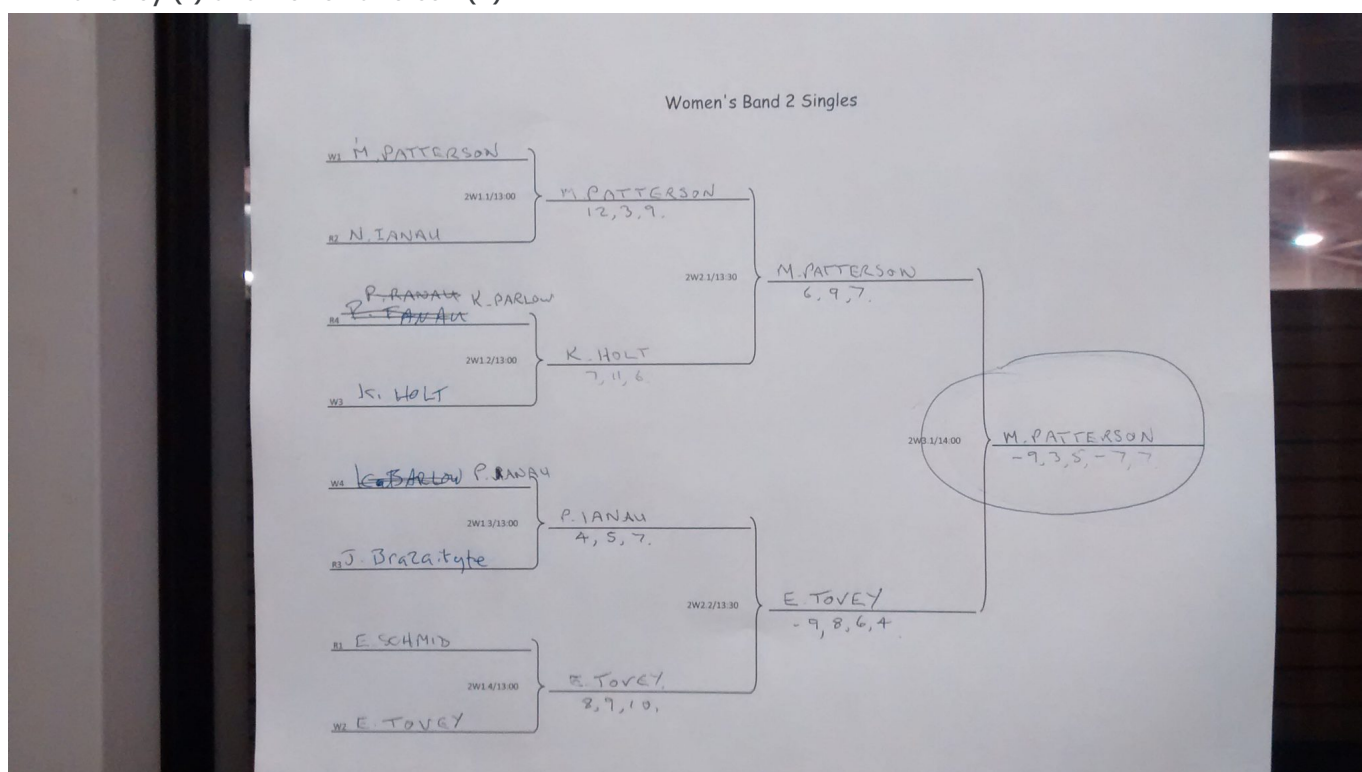 Women's Band 2 Singles
W1 M. PATTERSON
2W1.1/13:00
M. PATTERSON
12, 3, 9.
R2 N. IANAU
2W2.1/13:30
M. PATTERSON
6, 9, 7.
P. RANAU K. PARLOW
R4 P. IANAU
2W1.2/13:00
K. HOLT
7, 11, 6
W3 K. HOLT
2W3.1/14:00
M. PATTERSON
-9, 3, 5, -7, 7
W4 K. BARLOW P. IANAU
2W1.3/13:00
P. IANAU
4, 5, 7.
R3 J. Brazaityte
2W2.2/13:30
E. TOVEY
-9, 8, 6, 4
R1 E. SCHMID
2W1.4/13:00
E. TOVEY.
8, 9, 10.
W2 E. TOVEY